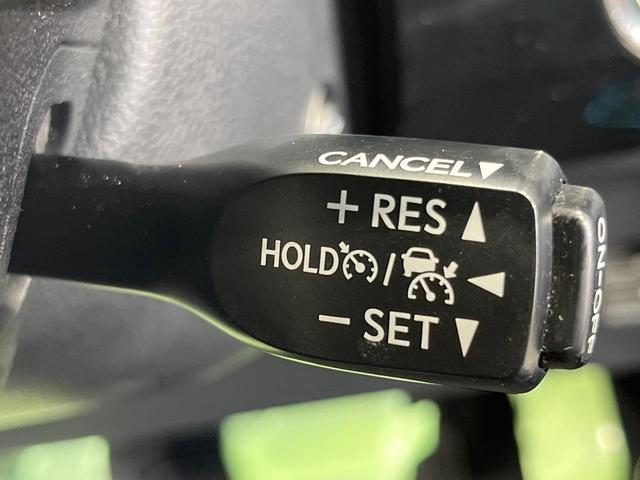 CANCEL▼
+ RES ▲
HOLD / ◀
− SET ▼
ON-OFF